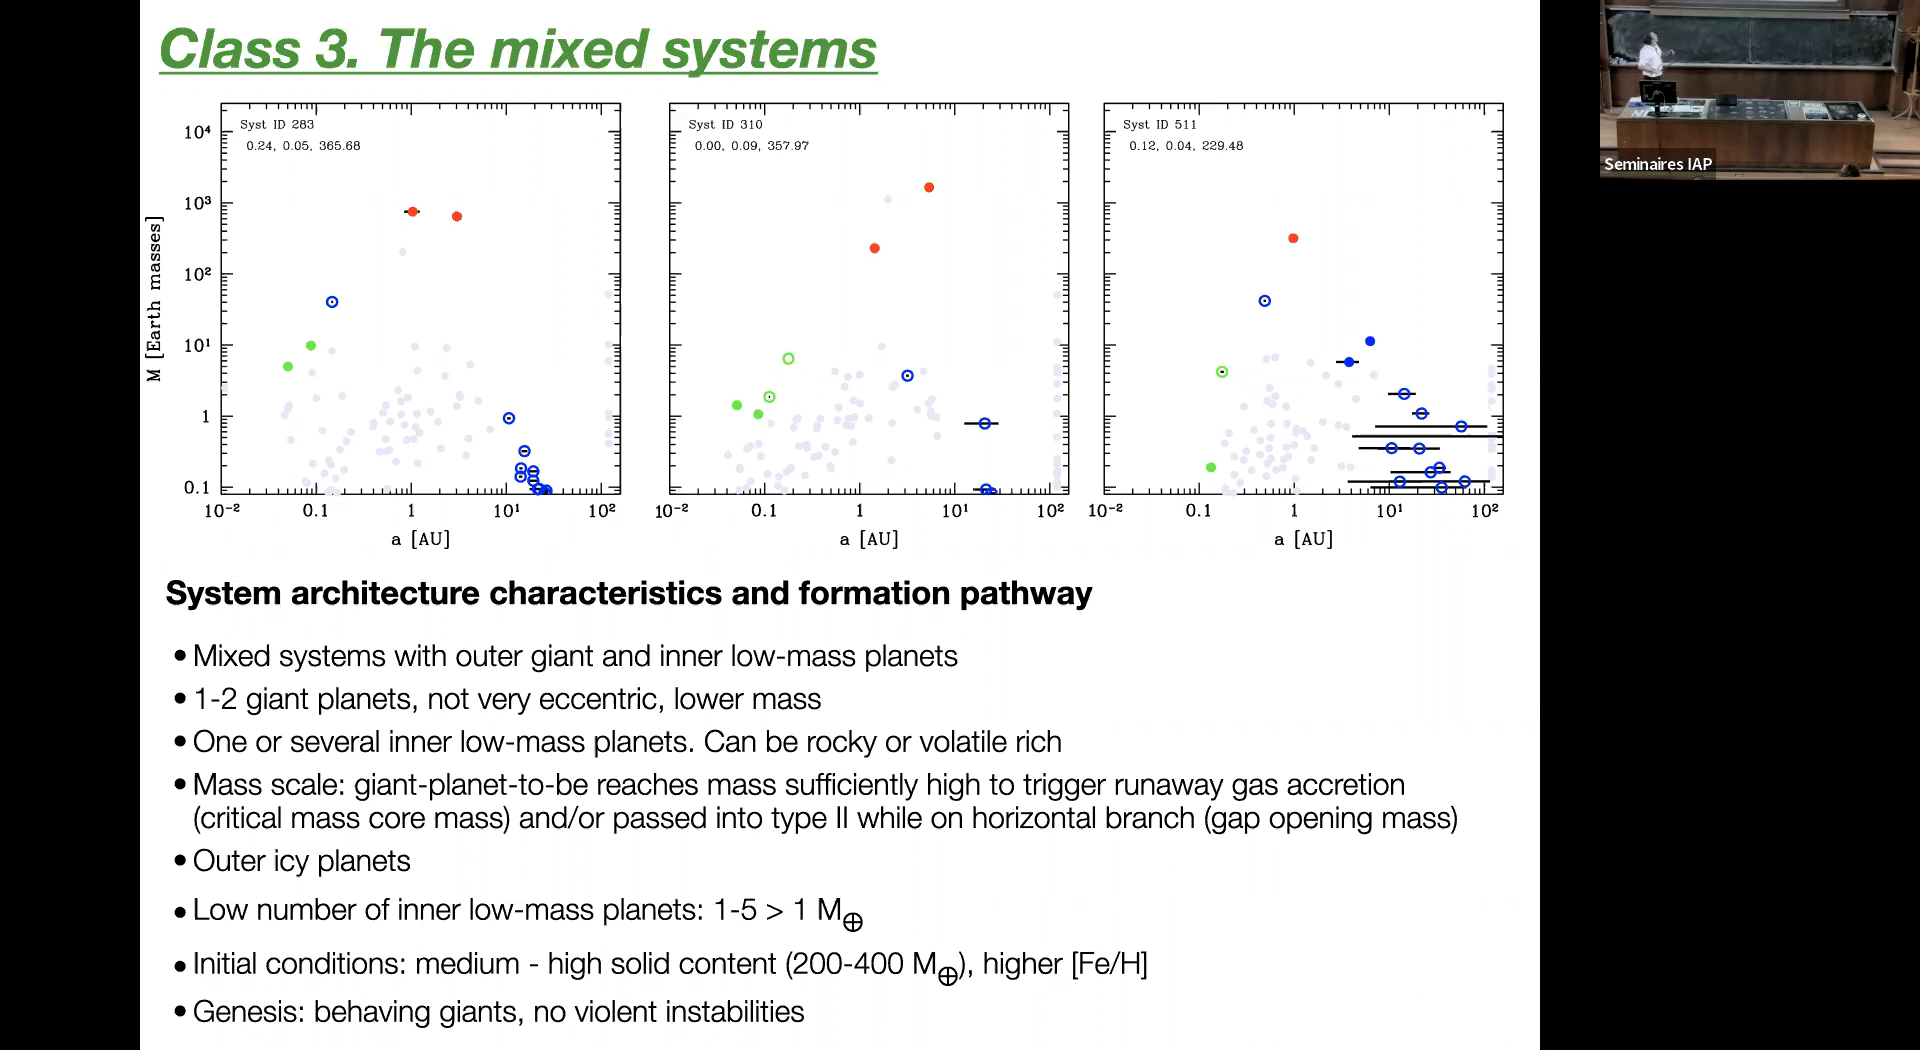 Class 3. The mixed systems
Syst ID 283
0.24, 0.05, 365.68
Syst ID 310
0.00, 0.09, 357.97
Syst ID 511
0.12, 0.04, 229.48
M [Earth masses]
10⁴
10³
10²
10¹
1
0.1
10⁻² 0.1 1 10¹ 10²
10⁻² 0.1 1 10¹ 10²
10⁻² 0.1 1 10¹ 10²
a [AU]
a [AU]
a [AU]
System architecture characteristics and formation pathway
• Mixed systems with outer giant and inner low-mass planets
• 1-2 giant planets, not very eccentric, lower mass
• One or several inner low-mass planets. Can be rocky or volatile rich
• Mass scale: giant-planet-to-be reaches mass sufficiently high to trigger runaway gas accretion
(critical mass core mass) and/or passed into type II while on horizontal branch (gap opening mass)
• Outer icy planets
• Low number of inner low-mass planets: 1-5 > 1 M⊕
• Initial conditions: medium - high solid content (200-400 M⊕), higher [Fe/H]
• Genesis: behaving giants, no violent instabilities
Seminaires IAP